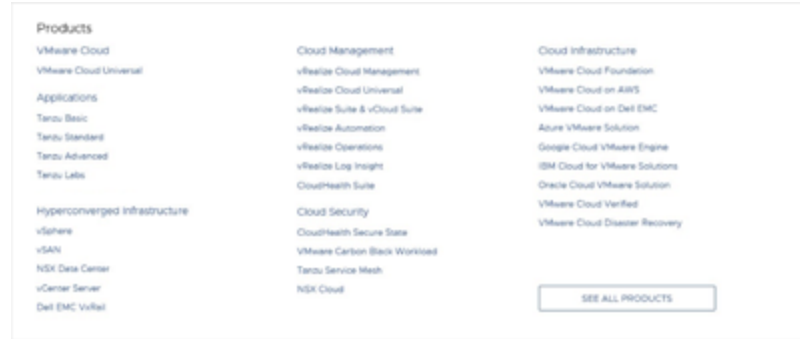 Products
VMware Cloud
VMware Cloud Universal
Applications
Tanzu Basic
Tanzu Standard
Tanzu Advanced
Tanzu Labs
Hyperconverged Infrastructure
vSphere
vSAN
NSX Data Center
vCenter Server
Dell EMC VxRail
Cloud Management
vRealize Cloud Management
vRealize Cloud Universal
vRealize Suite & vCloud Suite
vRealize Automation
vRealize Operations
vRealize Log Insight
CloudHealth Suite
Cloud Security
CloudHealth Secure State
VMware Carbon Black Workload
Tanzu Service Mesh
NSX Cloud
Cloud Infrastructure
VMware Cloud Foundation
VMware Cloud on AWS
VMware Cloud on Dell EMC
Azure VMware Solution
Google Cloud VMware Engine
IBM Cloud for VMware Solutions
Oracle Cloud VMware Solution
VMware Cloud Verified
VMware Cloud Disaster Recovery
SEE ALL PRODUCTS